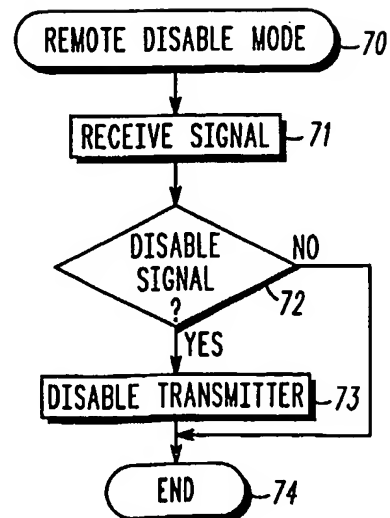 REMOTE DISABLE MODE 70
RECEIVE SIGNAL 71
DISABLE
SIGNAL
?
NO
72
YES
DISABLE TRANSMITTER 73
END 74